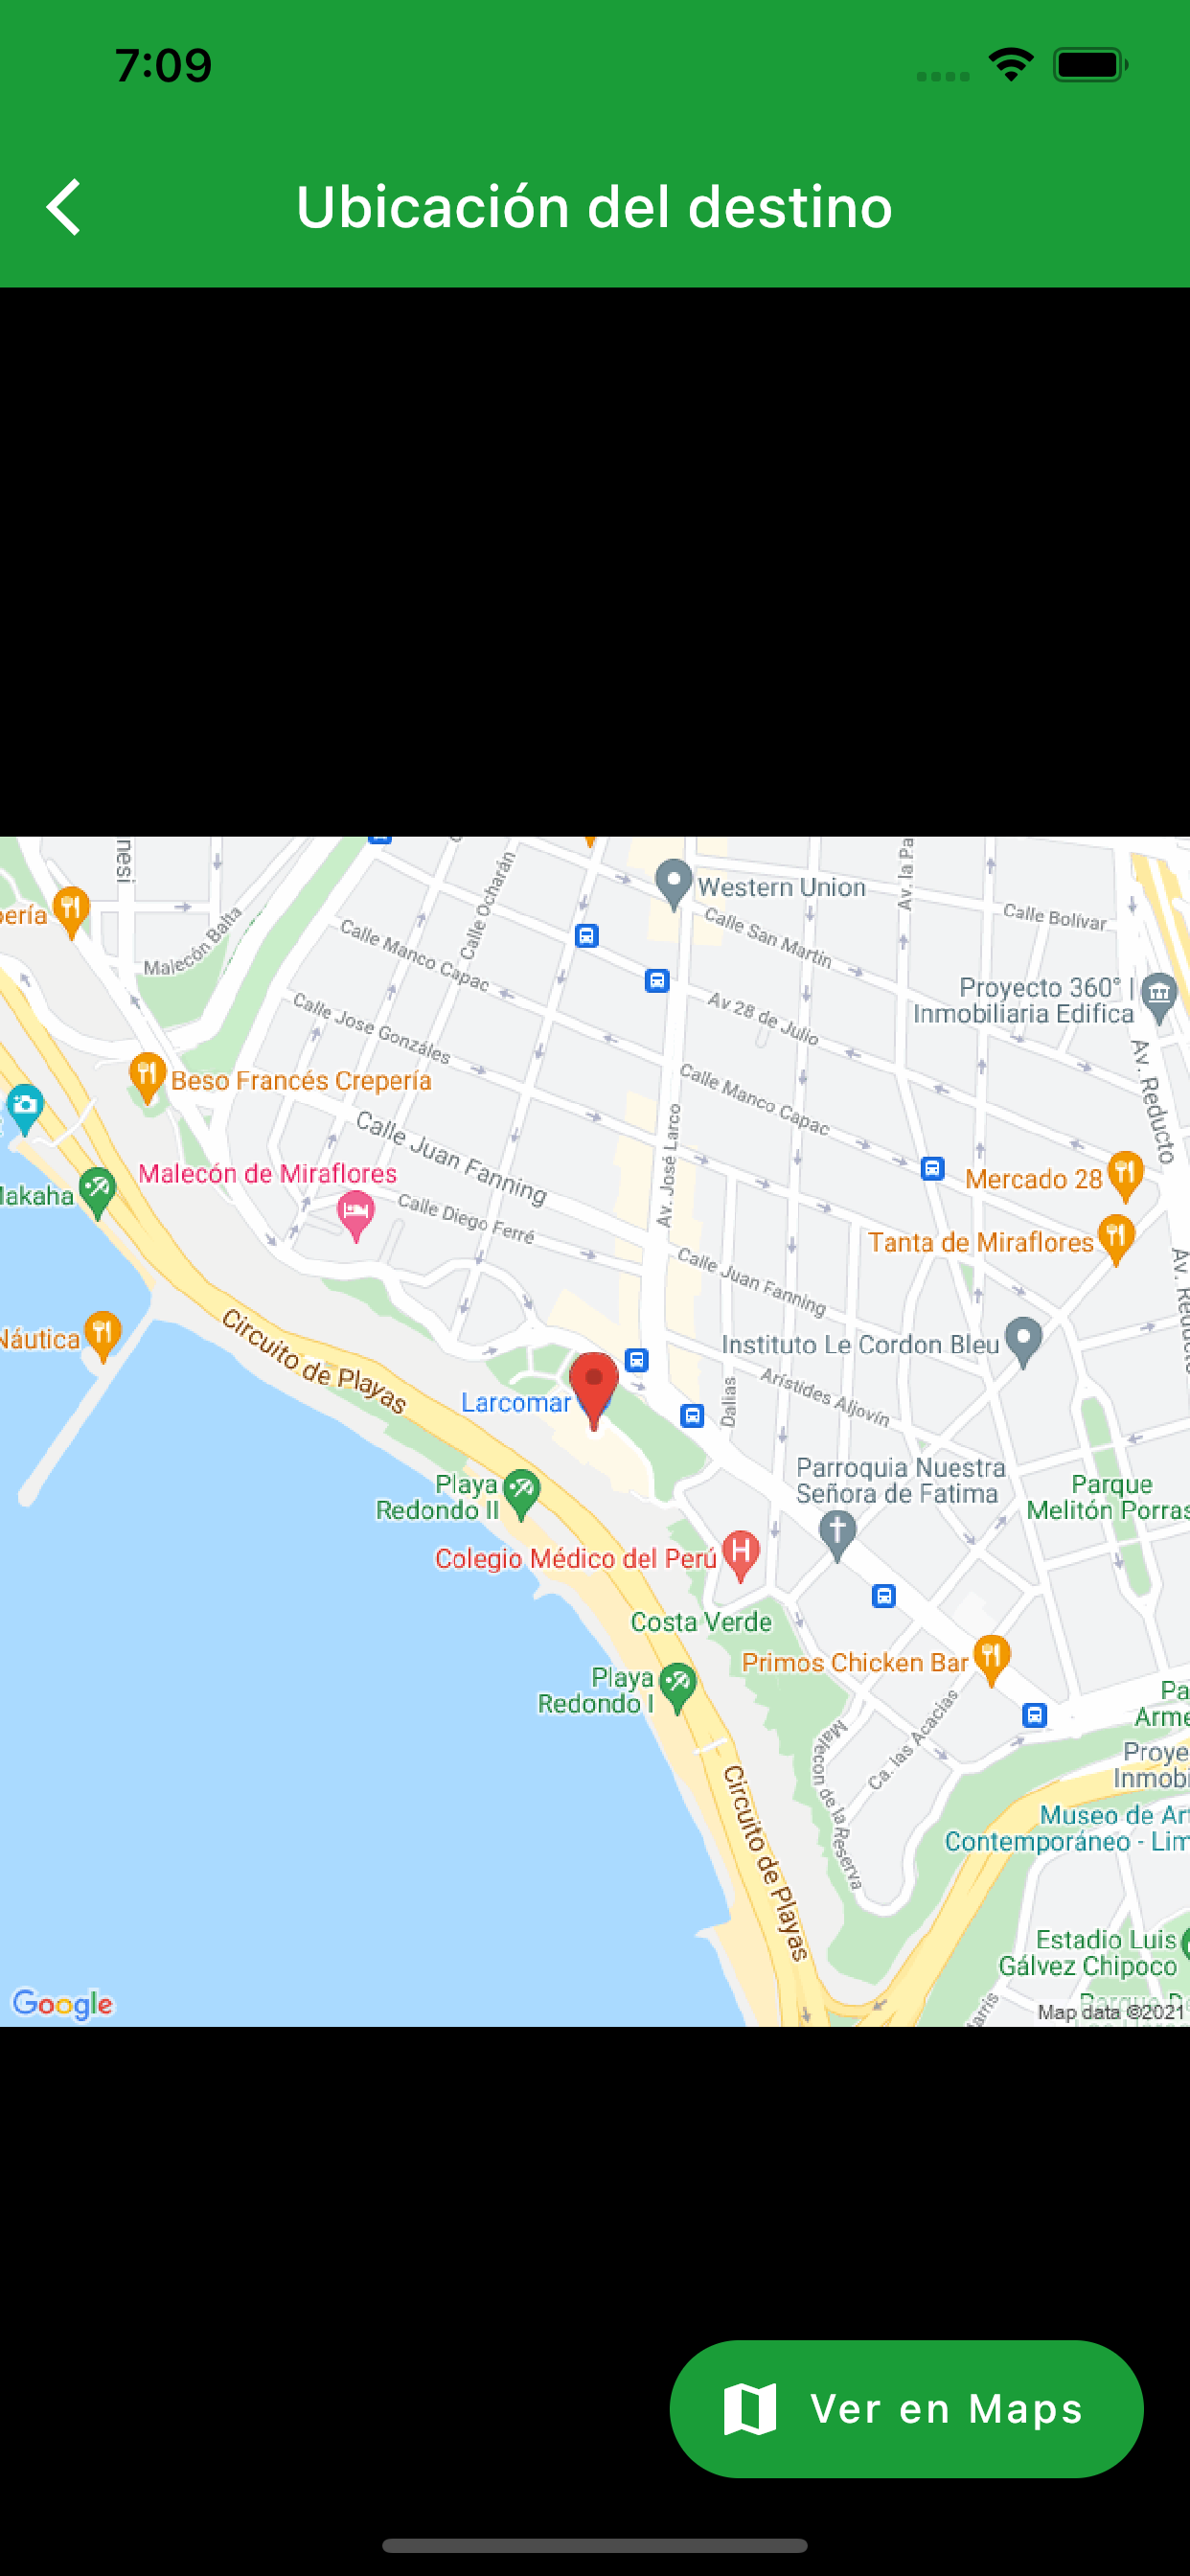 7:09
Ubicación del destino
nesi
Calle Ocharán
Western Union
Av. la Pa
pería
Malecón Balta
Calle Manco Capac
Calle San Martin
Calle Bolívar
Proyecto 360° |
Inmobiliaria Edifica
Calle Jose Gonzáles
Av 28 de Julio
Av. Reducto
Beso Francés Crepería
Calle Manco Capac
Calle Juan Fanning
Av. José Larco
Malecón de Miraflores
Mercado 28
Makaha
Calle Diego Ferré
Tanta de Miraflores
Calle Juan Fanning
Av. Reducto
Náutica
Circuito de Playas
Instituto Le Cordon Bleu
Larcomar
Dalias
Arístides Aljovín
Playa
Redondo II
Parroquia Nuestra
Señora de Fatima
Parque
Melitón Porras
Colegio Médico del Perú
Costa Verde
Primos Chicken Bar
Playa
Redondo I
Pa
Arme
Malecon de la Reserva
Ca. las Acacias
Proye
Inmobi
Circuito de Playas
Museo de Art
Contemporáneo - Lim
Estadio Luis
Gálvez Chipoco
Google
arris
Map data ©2021
Ver en Maps